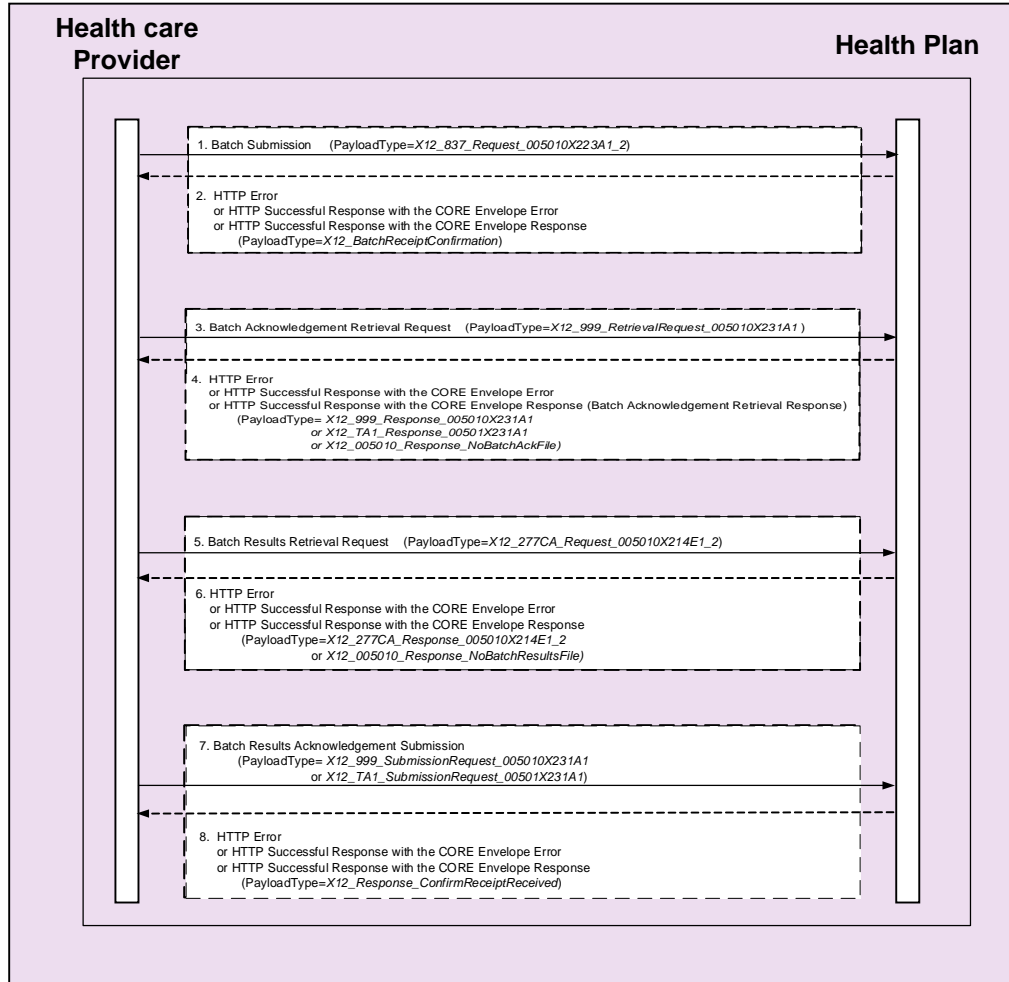 Health care
Provider
Health Plan
1. Batch Submission (PayloadType=X12_837_Request_005010X223A1_2)
2. HTTP Error
or HTTP Successful Response with the CORE Envelope Error
or HTTP Successful Response with the CORE Envelope Response
(PayloadType=X12_BatchReceiptConfirmation)
3. Batch Acknowledgement Retrieval Request (PayloadType=X12_999_RetrievalRequest_005010X231A1 )
4. HTTP Error
or HTTP Successful Response with the CORE Envelope Error
or HTTP Successful Response with the CORE Envelope Response (Batch Acknowledgement Retrieval Response)
(PayloadType= X12_999_Response_005010X231A1
or X12_TA1_Response_00501X231A1
or X12_005010_Response_NoBatchAckFile)
5. Batch Results Retrieval Request (PayloadType=X12_277CA_Request_005010X214E1_2)
6. HTTP Error
or HTTP Successful Response with the CORE Envelope Error
or HTTP Successful Response with the CORE Envelope Response
(PayloadType=X12_277CA_Response_005010X214E1_2
or X12_005010_Response_NoBatchResultsFile)
7. Batch Results Acknowledgement Submission
(PayloadType= X12_999_SubmissionRequest_005010X231A1
or X12_TA1_SubmissionRequest_00501X231A1)
8. HTTP Error
or HTTP Successful Response with the CORE Envelope Error
or HTTP Successful Response with the CORE Envelope Response
(PayloadType=X12_Response_ConfirmReceiptReceived)